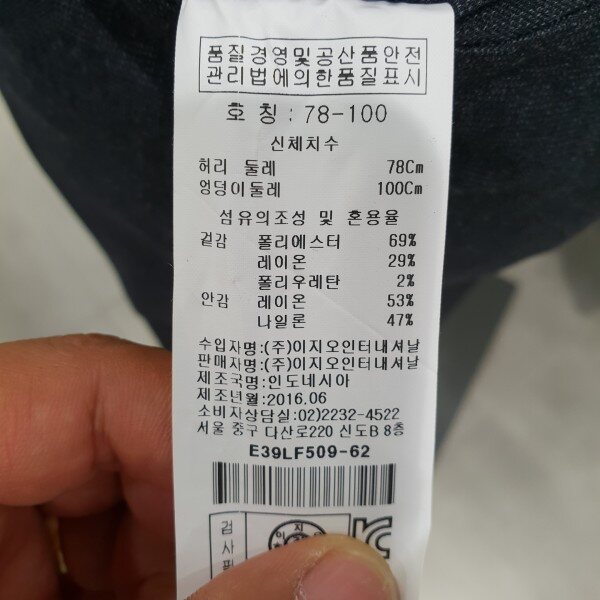 품질경영및공산품안전
관리법에의한품질표시
호칭 : 78-100
신체치수
허리 둘레 78Cm
엉덩이둘레 100Cm
섬유의조성 및 혼용율
겉감 폴리에스터 69%
레이온 29%
폴리우레탄 2%
안감 레이온 53%
나일론 47%
수입자명:(주)이지오인터내셔날
판매자명:(주)이지오인터내셔날
제조국명:인도네시아
제조년월:2016.06
소비자상담실:02)2232-4522
서울 중구 다산로220 신도B 8층
E39LF509-62
검사필